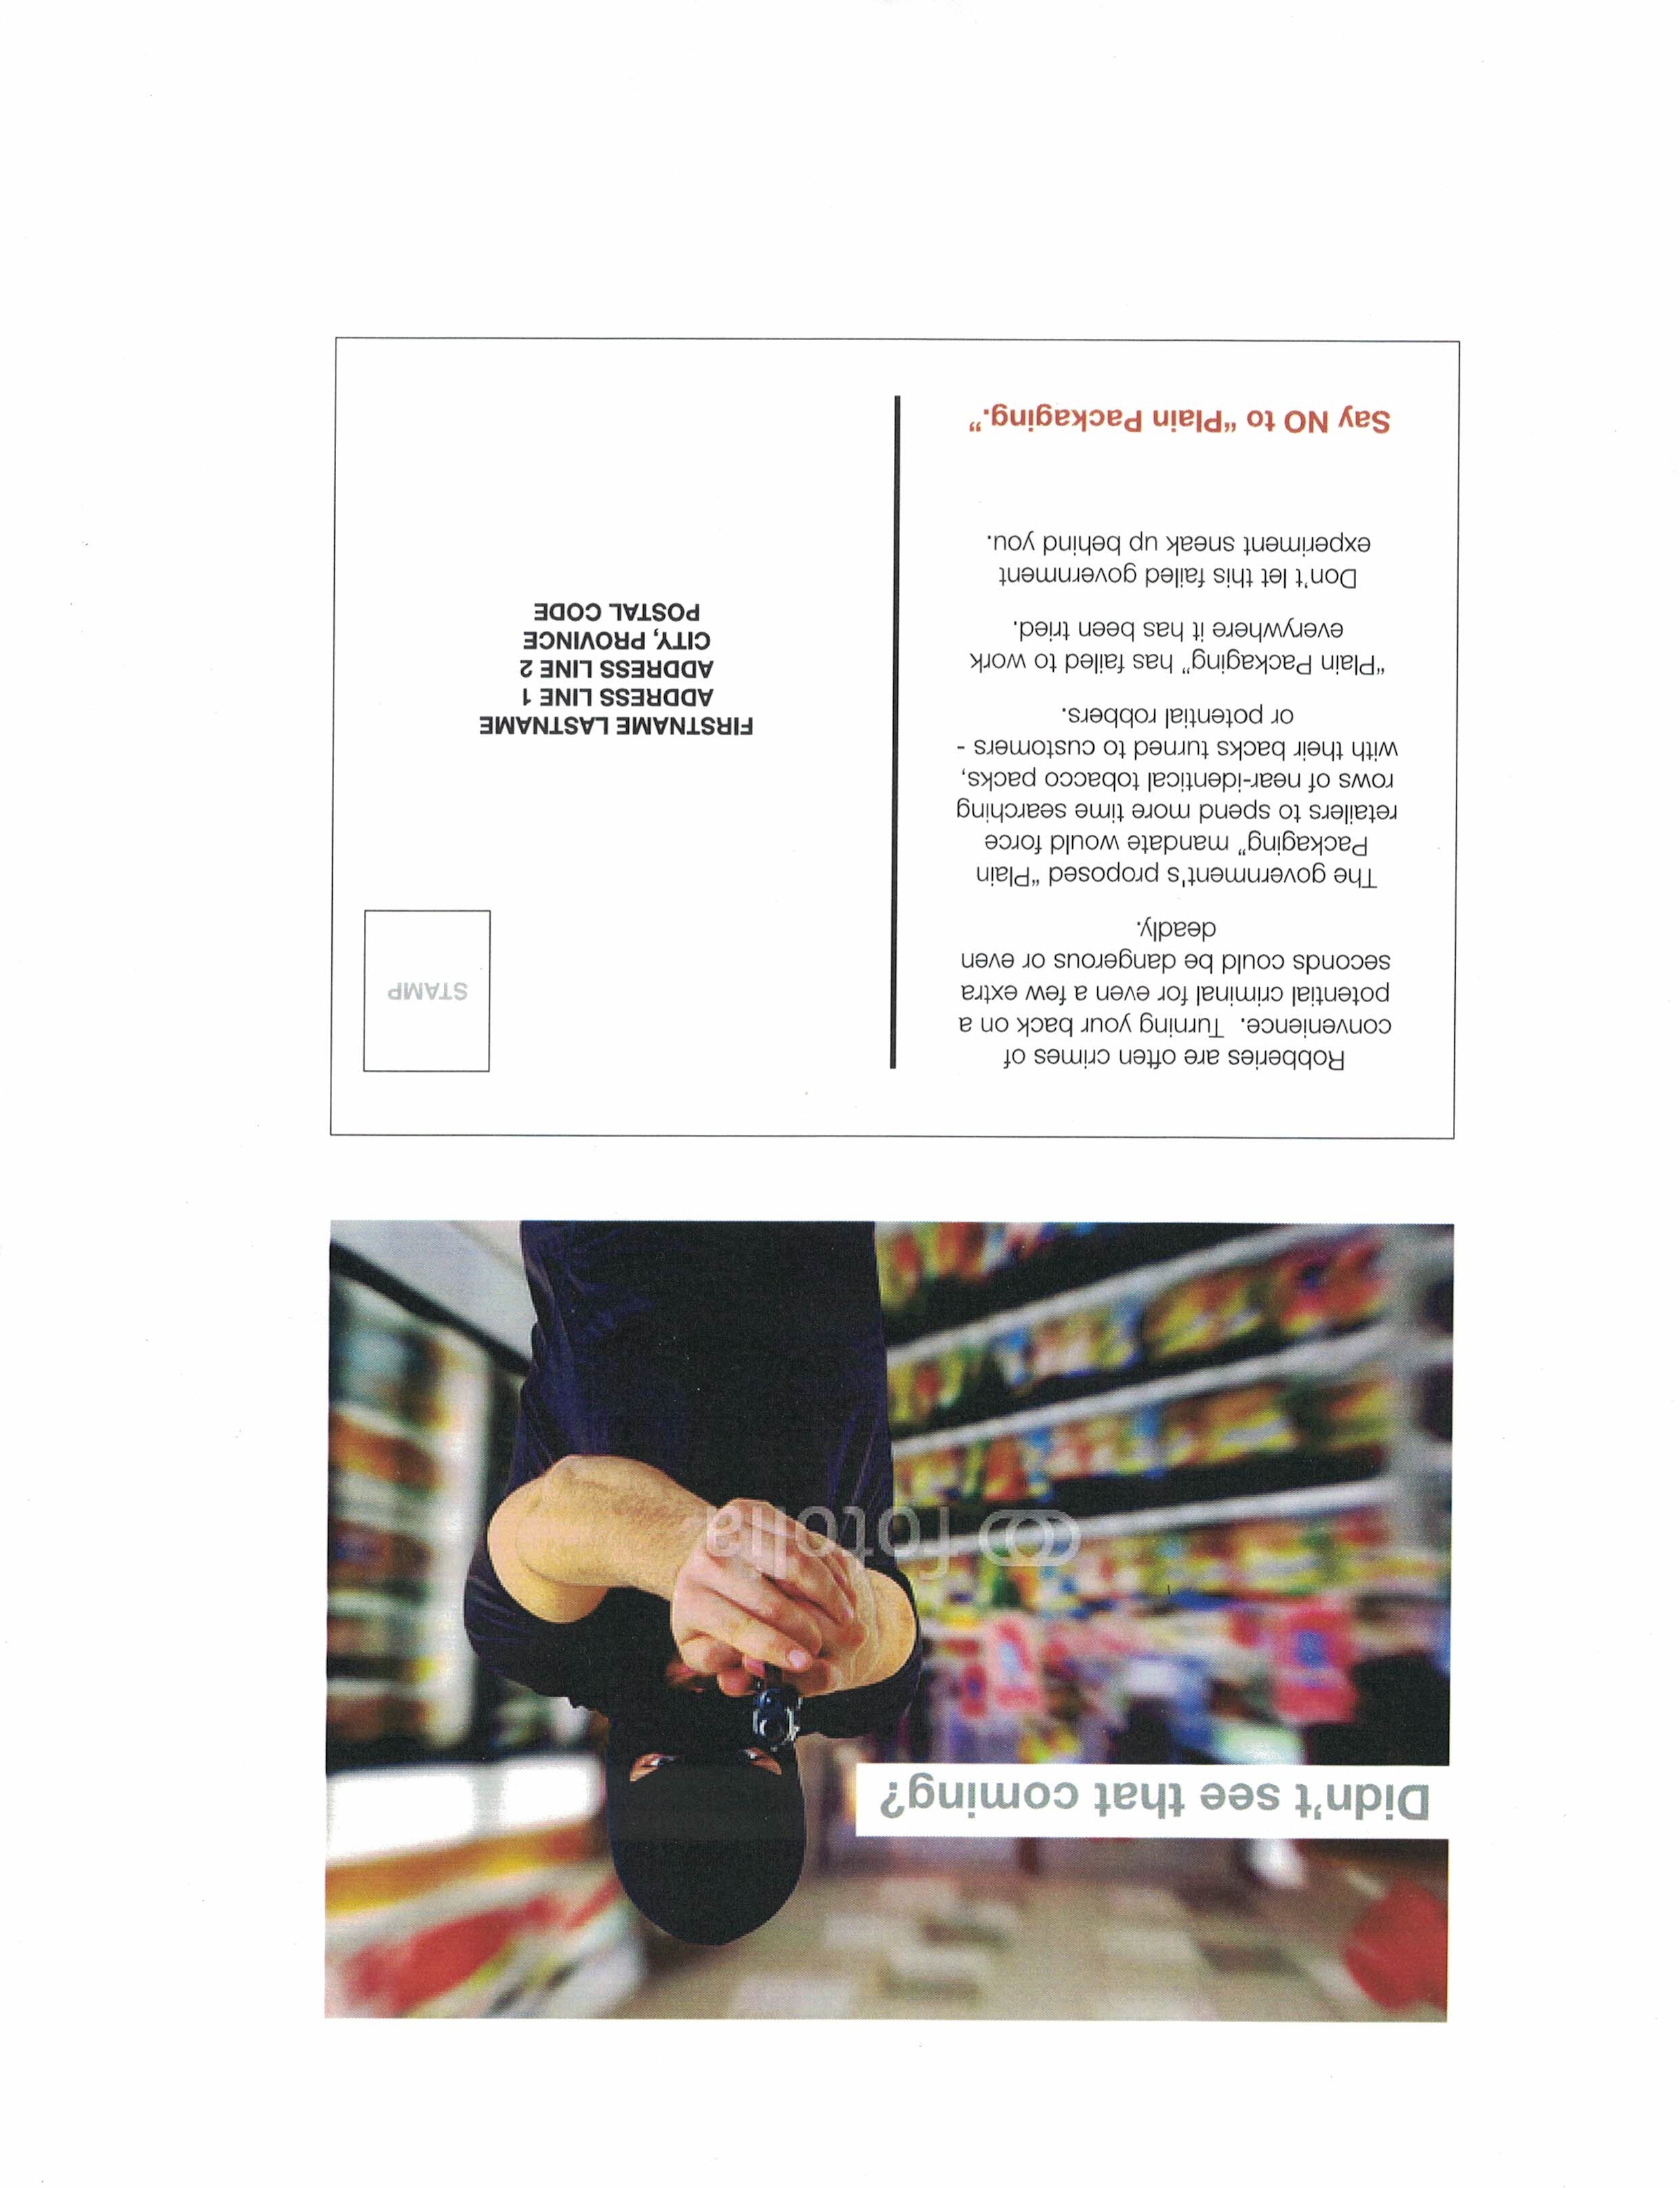 Didn't see that coming?
fotolia
Robberies are often crimes of
convenience.  Turning your back on a
potential criminal for even a few extra
seconds could be dangerous or even
deadly.
The government's proposed “Plain
Packaging” mandate would force
retailers to spend more time searching
rows of near-identical tobacco packs,
with their backs turned to customers -
or potential robbers.
“Plain Packaging” has failed to work
everywhere it has been tried.
Don’t let this failed government
experiment sneak up behind you.
Say NO to “Plain Packaging.”
STAMP
FIRSTNAME LASTNAME
ADDRESS LINE 1
ADDRESS LINE 2
CITY, PROVINCE
POSTAL CODE